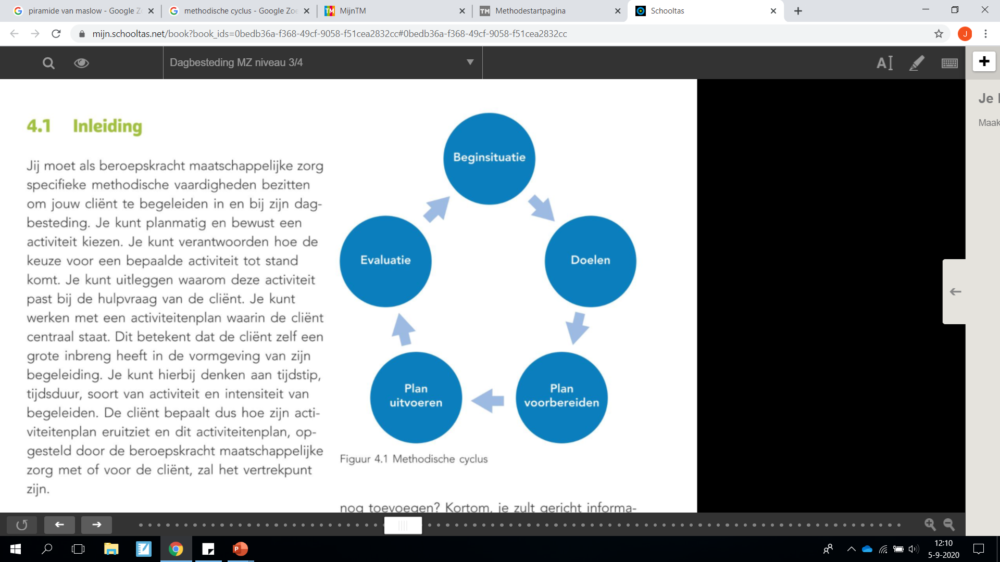 piramide van maslow - Google Z
methodische cyclus - Google Zoe
MijnTM
Methodestartpagina
Schooltas
mijn.schooltas.net/book?book_ids=0bedb36a-f368-49cf-9058-f51cea2832cc#0bedb36a-f368-49cf-9058-f51cea2832cc
J
Dagbesteding MZ niveau 3/4
Je
Maak
4.1 Inleiding
Jij moet als beroepskracht maatschappelijke zorg
specifieke methodische vaardigheden bezitten
om jouw cliënt te begeleiden in en bij zijn dag-
besteding. Je kunt planmatig en bewust een
activiteit kiezen. Je kunt verantwoorden hoe de
keuze voor een bepaalde activiteit tot stand
komt. Je kunt uitleggen waarom deze activiteit
past bij de hulpvraag van de cliënt. Je kunt
werken met een activiteitenplan waarin de cliënt
centraal staat. Dit betekent dat de cliënt zelf een
grote inbreng heeft in de vormgeving van zijn
begeleiding. Je kunt hierbij denken aan tijdstip,
tijdsduur, soort van activiteit en intensiteit van
begeleiden. De cliënt bepaalt dus hoe zijn acti-
viteitenplan eruitziet en dit activiteitenplan, op-
gesteld door de beroepskracht maatschappelijke
zorg met of voor de cliënt, zal het vertrekpunt
zijn.
Beginsituatie
Doelen
Plan
voorbereiden
Plan
uitvoeren
Evaluatie
Figuur 4.1 Methodische cyclus
nog toevoegen? Kortom, je zult gericht informa-
12:10
5-9-2020